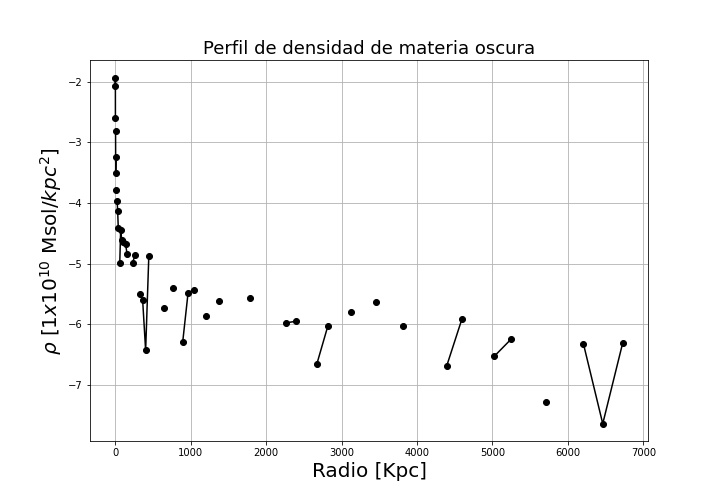 Perfil de densidad de materia oscura
ρ [1x10¹⁰ Msol/kpc²]
−2
−3
−4
−5
−6
−7
0 1000 2000 3000 4000 5000 6000 7000
Radio [Kpc]